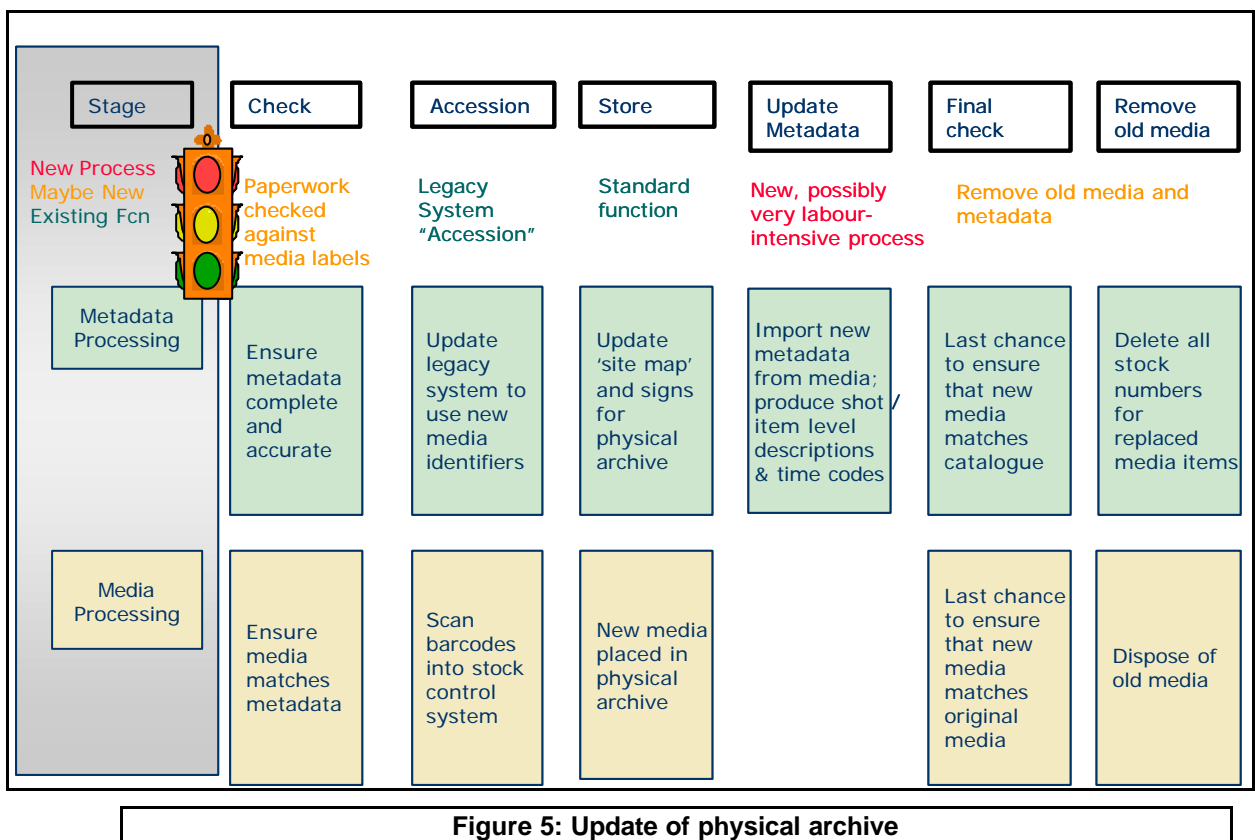 Stage
Check
Accession
Store
Update
Metadata
Final
check
Remove
old media
New Process
Maybe New
Existing Fcn
Paperwork
checked
against
media labels
Legacy
System
“Accession”
Standard
function
New, possibly
very labour-
intensive process
Remove old media and
metadata
Metadata
Processing
Ensure
metadata
complete
and
accurate
Update
legacy
system to
use new
media
identifiers
Update
‘site map’
and signs
for
physical
archive
Import new
metadata
from media;
produce shot /
item level
descriptions
& time codes
Last chance
to ensure
that new
media
matches
catalogue
Delete all
stock
numbers
for
replaced
media items
Media
Processing
Ensure
media
matches
metadata
Scan
barcodes
into stock
control
system
New media
placed in
physical
archive
Last chance
to ensure
that new
media
matches
original
media
Dispose of
old media
Figure 5: Update of physical archive